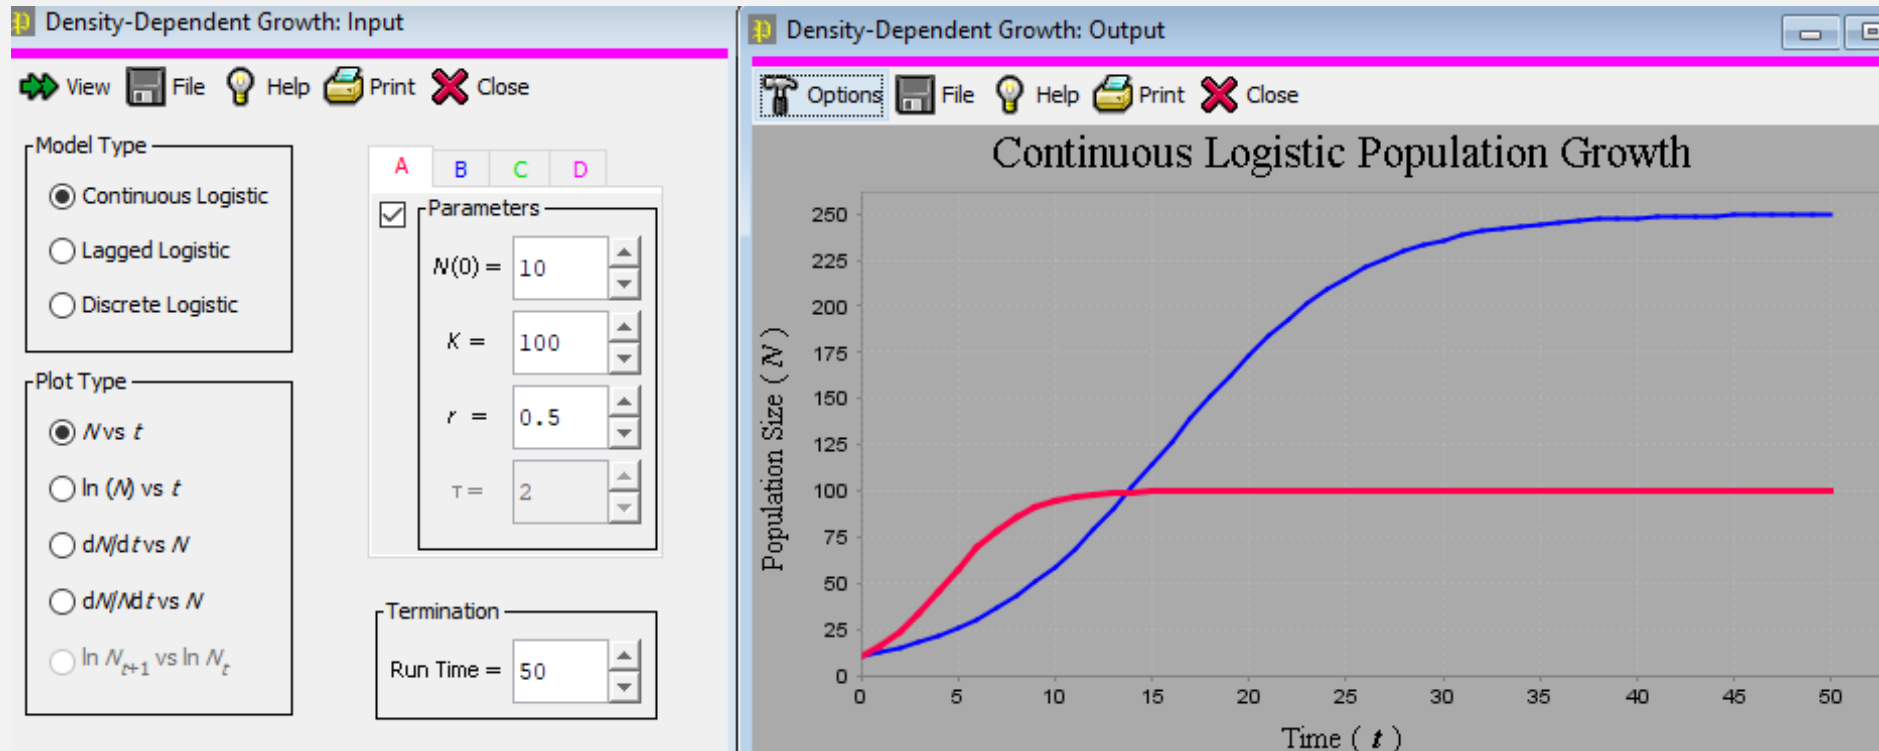 Density-Dependent Growth: Input
View File Help Print Close
Model Type
Continuous Logistic
Lagged Logistic
Discrete Logistic
Plot Type
N vs t
ln (N) vs t
dN/dt vs N
dN/Ndt vs N
ln Nt+1 vs ln Nt
A B C D
Parameters
N(0) = 10
K = 100
r = 0.5
T = 2
Termination
Run Time = 50
Density-Dependent Growth: Output
Options File Help Print Close
Continuous Logistic Population Growth
Population Size ( N )
250
225
200
175
150
125
100
75
50
25
0
0 5 10 15 20 25 30 35 40 45 50
Time ( t )